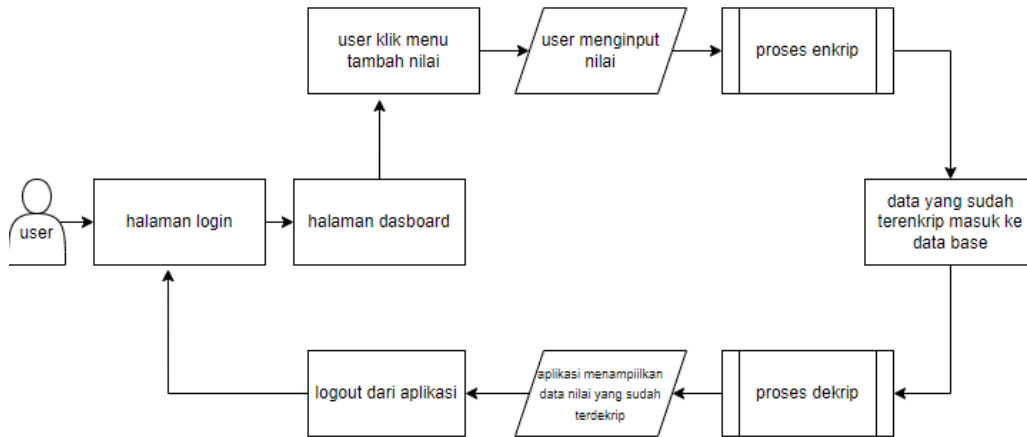 user klik menu
tambah nilai
user menginput
nilai
proses enkrip
user
halaman login
halaman dasboard
data yang sudah
terenkrip masuk ke
data base
logout dari aplikasi
aplikasi menampiilkan
data nilai yang sudah
terdekrip
proses dekrip